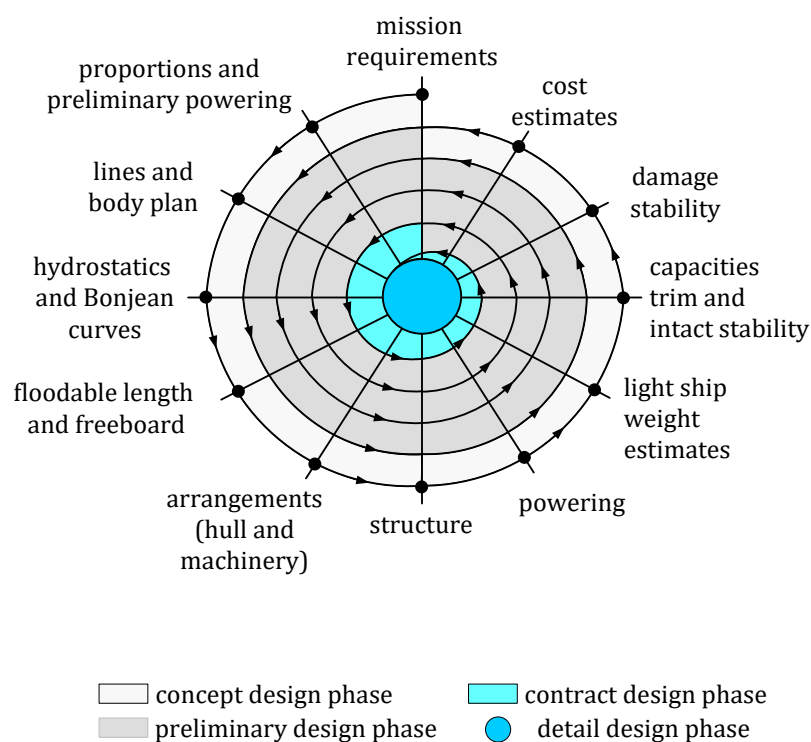 mission
requirements
proportions and
preliminary powering
cost
estimates
lines and
body plan
damage
stability
hydrostatics
and Bonjean
curves
capacities
trim and
intact stability
floodable length
and freeboard
light ship
weight
estimates
arrangements
(hull and
machinery)
structure
powering
concept design phase
contract design phase
preliminary design phase
detail design phase